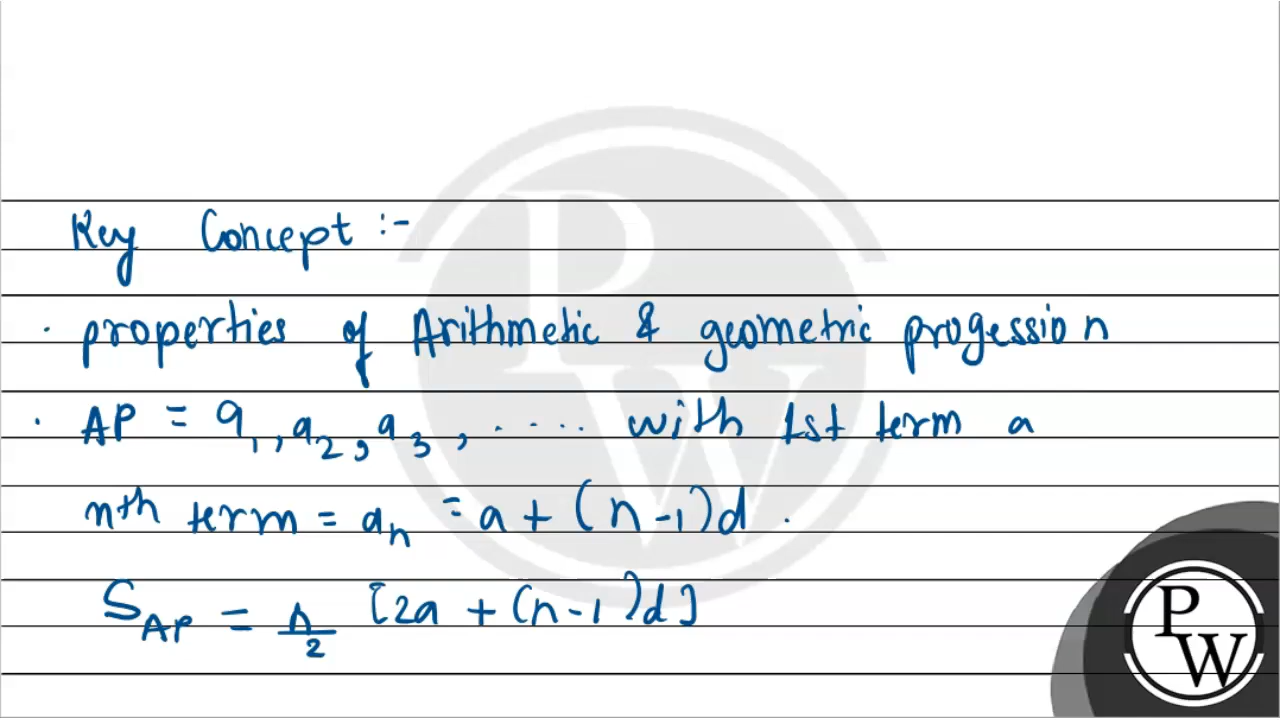 Key Concept :-
. properties of Arithmetic & geometric progession
. AP = a₁, a₂, a₃, ..... with 1st term a
nth term = aₙ = a + (n-1)d .
S_AP = n/2 [2a + (n-1)d]
P
W
P
W